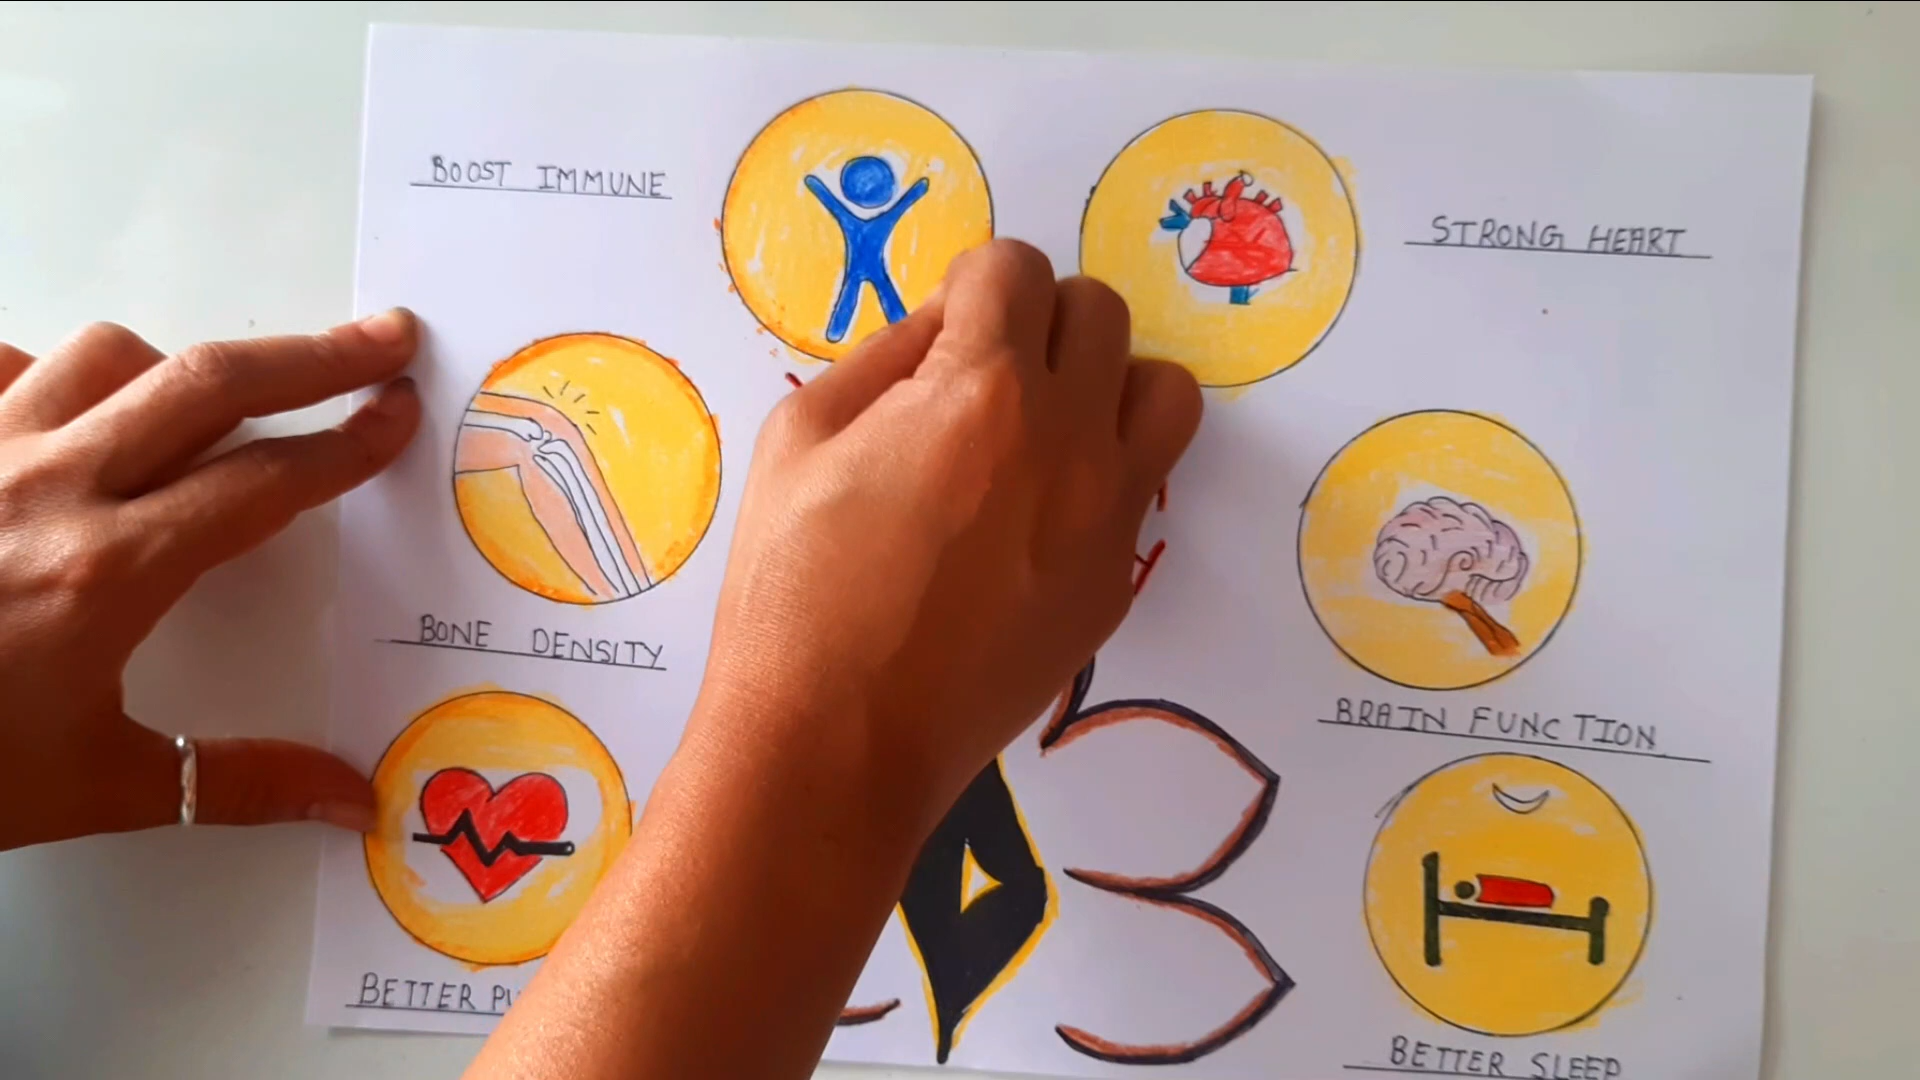 BOOST IMMUNE
STRONG HEART
BONE DENSITY
BRAIN FUNCTION
BETTER
BETTER SLEEP